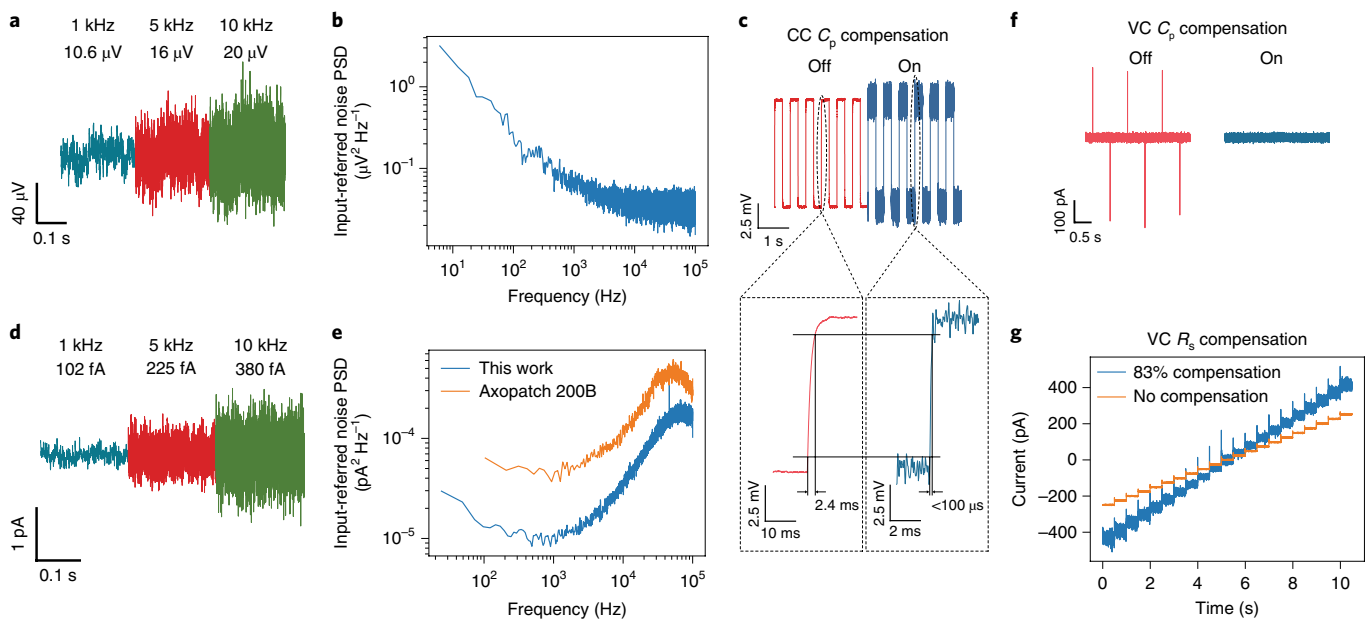 a
1 kHz 5 kHz 10 kHz
10.6 μV 16 μV 20 μV
40 μV
0.1 s
b
Input-referred noise PSD
(μV² Hz⁻¹)
10⁰
10⁻¹
10¹ 10² 10³ 10⁴ 10⁵
Frequency (Hz)
c
CC Cp compensation
Off On
2.5 mV
1 s
2.5 mV
10 ms
2.4 ms
2.5 mV
2 ms
<100 μs
d
1 kHz 5 kHz 10 kHz
102 fA 225 fA 380 fA
1 pA
0.1 s
e
Input-referred noise PSD
(pA² Hz⁻¹)
This work
Axopatch 200B
10⁻⁴
10⁻⁵
10² 10³ 10⁴ 10⁵
Frequency (Hz)
f
VC Cp compensation
Off On
100 pA
0.5 s
g
VC Rs compensation
83% compensation
No compensation
Current (pA)
400
200
0
−200
−400
0 2 4 6 8 10
Time (s)